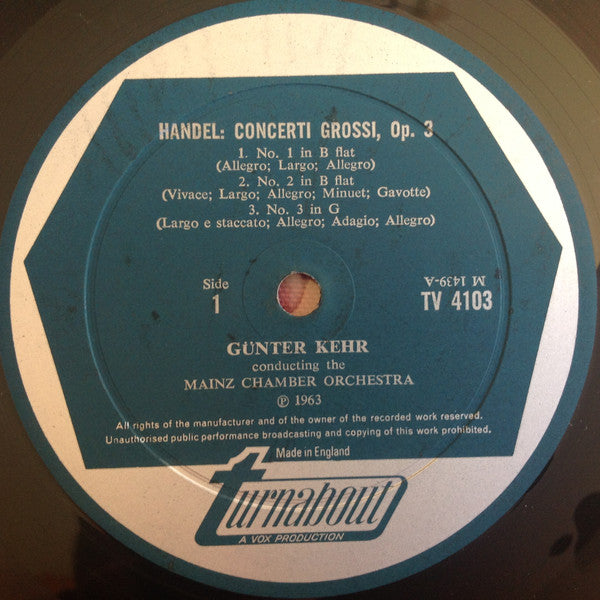 HANDEL: CONCERTI GROSSI, Op. 3
1. No. 1 in B flat
(Allegro; Largo; Allegro)
2. No. 2 in B flat
(Vivace; Largo; Allegro; Minuet; Gavotte)
3. No. 3 in G
(Largo e staccato; Allegro; Adagio; Allegro)
Side
1
M 1439-A
TV 4103
GÜNTER KEHR
conducting the
MAINZ CHAMBER ORCHESTRA
℗ 1963
All rights of the manufacturer and of the owner of the recorded work reserved.
Unauthorised public performance broadcasting and copying of this work prohibited.
Made in England
turnabout
A VOX PRODUCTION